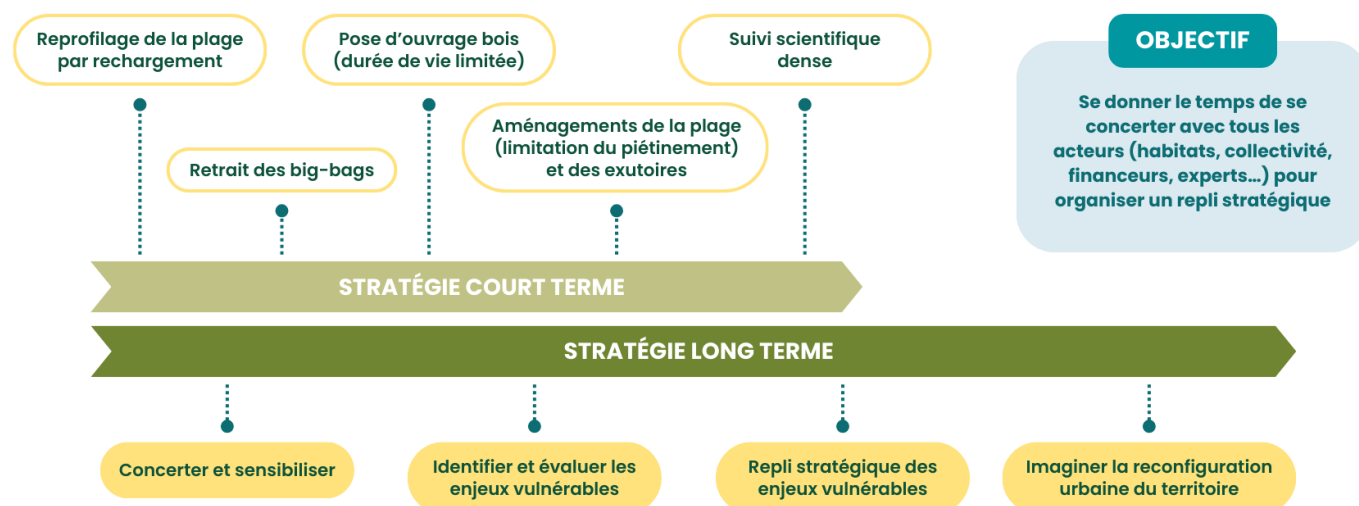 Reprofilage de la plage
par rechargement
Pose d'ouvrage bois
(durée de vie limitée)
Suivi scientifique
dense
Retrait des big-bags
Aménagements de la plage
(limitation du piétinement)
et des exutoires
OBJECTIF
Se donner le temps de se
concerter avec tous les
acteurs (habitats, collectivité,
financeurs, experts...) pour
organiser un repli stratégique
STRATÉGIE COURT TERME
STRATÉGIE LONG TERME
Concerter et sensibiliser
Identifier et évaluer les
enjeux vulnérables
Repli stratégique des
enjeux vulnérables
Imaginer la reconfiguration
urbaine du territoire